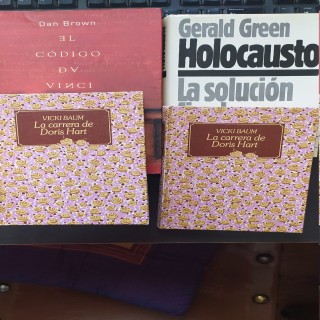 Dan Brown
EL
CÓDIGO
DV
VINCI
Gerald Green
Holocausto
La solución
VICKI BAUM
La carrera de
Doris Hart
VICKI BAUM
La carrera de
Doris Hart